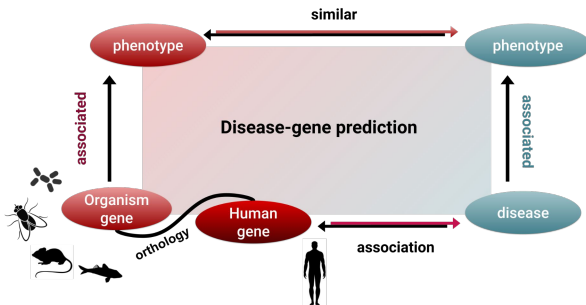 similar
phenotype
phenotype
associated
associated
Disease-gene prediction
Organism
gene
Human
gene
disease
orthology
association